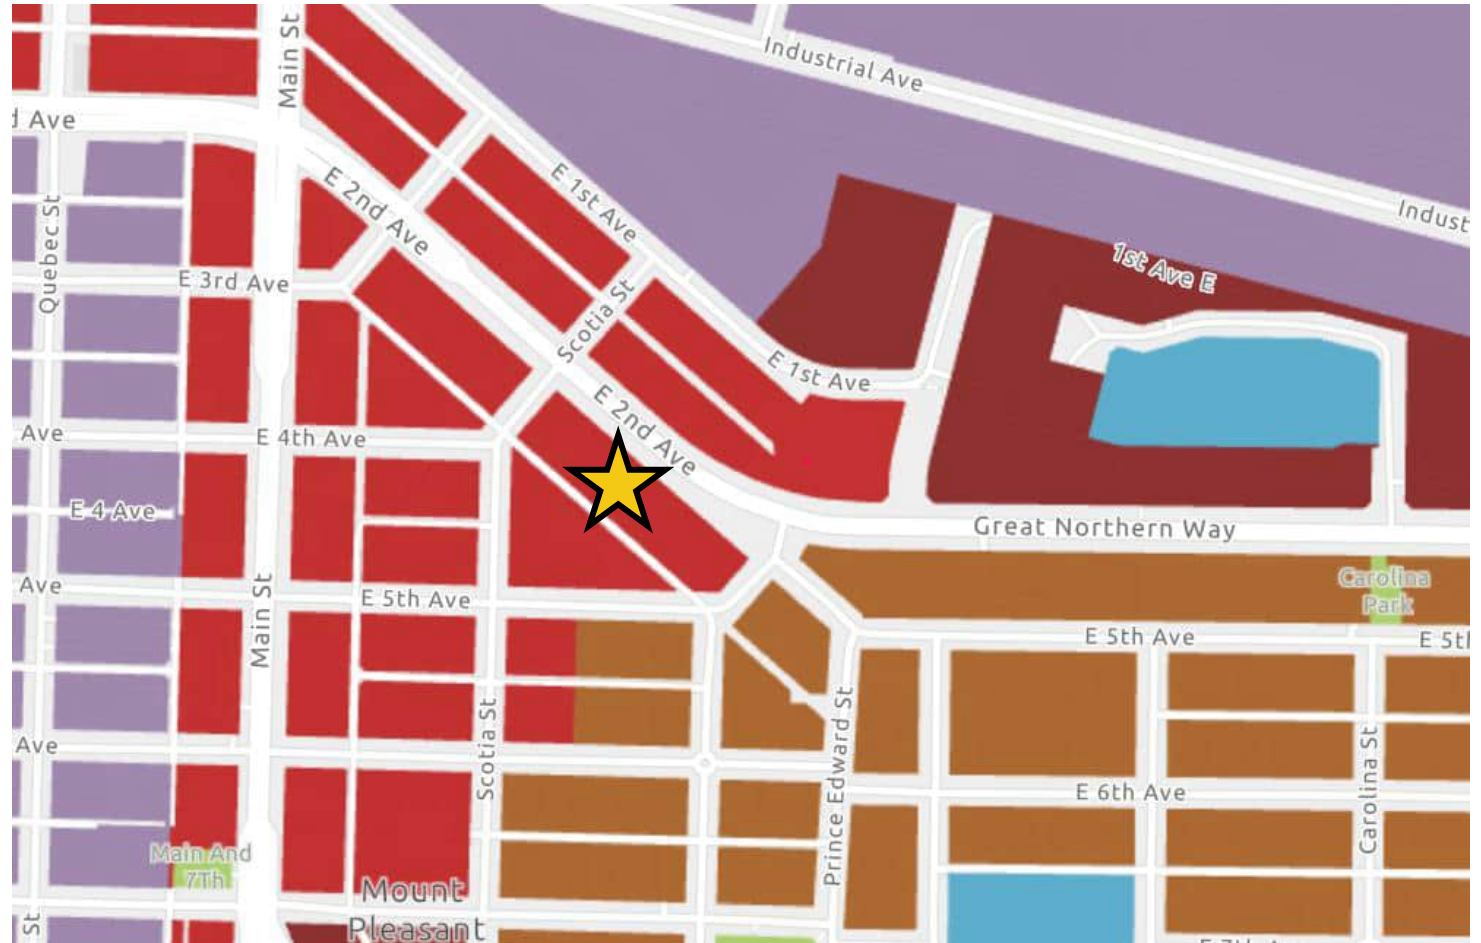 Main St
Industrial Ave
d Ave
E 2nd Ave
E 1st Ave
Indust
Quebec St
E 3rd Ave
1st Ave E
Scotia St
E 1st Ave
Ave
E 4th Ave
E 2nd Ave
E 4 Ave
Great Northern Way
Carolina
Park
Ave
Main St
E 5th Ave
E 5th Ave
E 5th
Scotia St
Prince Edward St
Ave
E 6th Ave
Carolina St
Main And
7Th
Mount
Pleasant
St